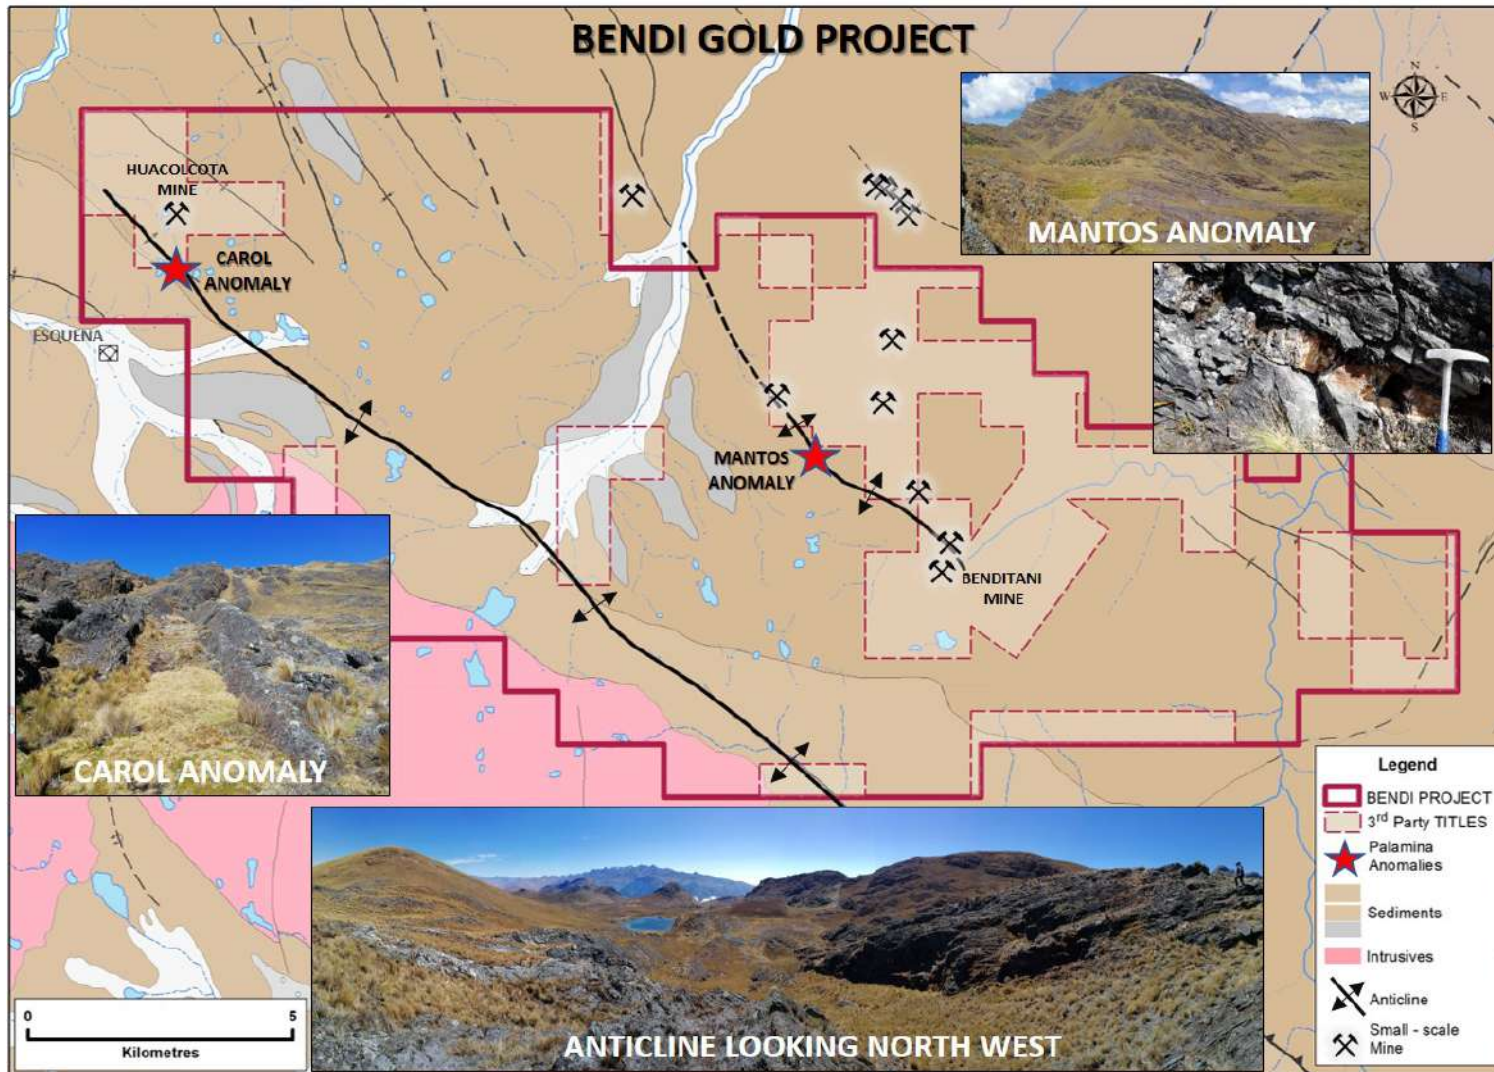 BENDI GOLD PROJECT
N
W E
S
MANTOS ANOMALY
HUACOLCOTA
MINE
CAROL
ANOMALY
ESQUENA
MANTOS
ANOMALY
BENDITANI
MINE
CAROL ANOMALY
ANTICLINE LOOKING NORTH WEST
Legend
BENDI PROJECT
3rd Party TITLES
Palamina
Anomalies
Sediments
Intrusives
Anticline
Small - scale
Mine
0 5
Kilometres